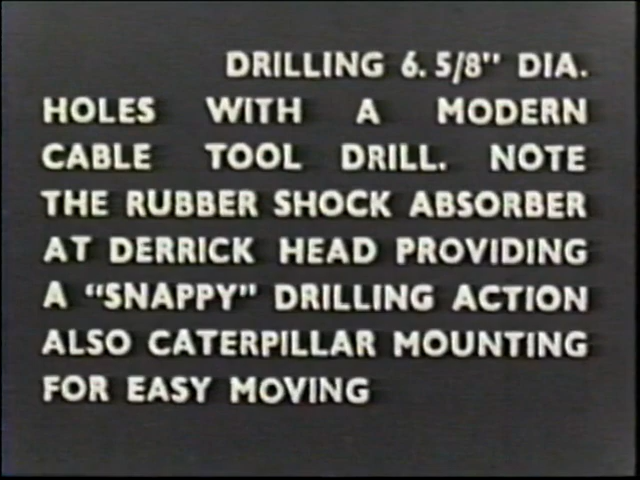 DRILLING 6. 5/8" DIA.
HOLES WITH A MODERN
CABLE TOOL DRILL. NOTE
THE RUBBER SHOCK ABSORBER
AT DERRICK HEAD PROVIDING
A "SNAPPY" DRILLING ACTION
ALSO CATERPILLAR MOUNTING
FOR EASY MOVING